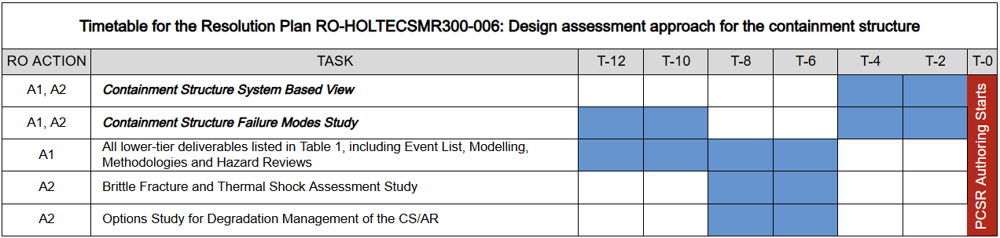 Timetable for the Resolution Plan RO-HOLTECSMR300-006: Design assessment approach for the containment structure
RO ACTION TASK T-12 T-10 T-8 T-6 T-4 T-2 T-0
A1, A2 Containment Structure System Based View
A1, A2 Containment Structure Failure Modes Study
A1 All lower-tier deliverables listed in Table 1, including Event List, Modelling,
Methodologies and Hazard Reviews
A2 Brittle Fracture and Thermal Shock Assessment Study
A2 Options Study for Degradation Management of the CS/AR
PCSR Authoring Starts